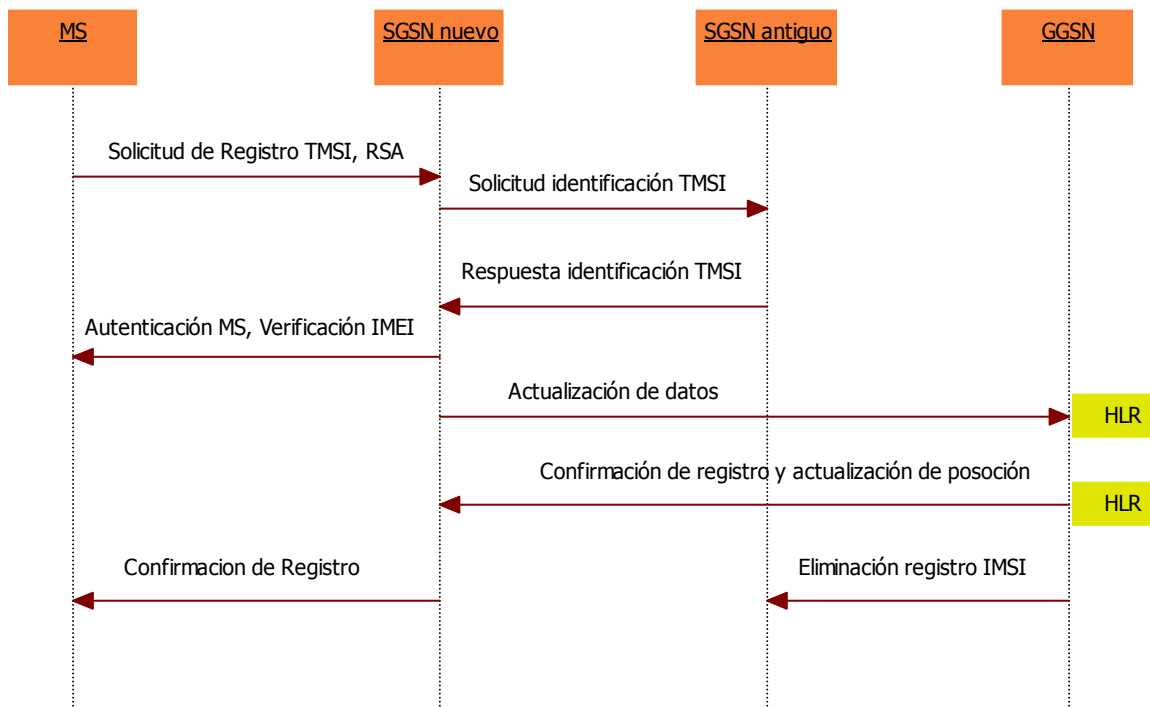 MS
SGSN nuevo
SGSN antiguo
GGSN
Solicitud de Registro TMSI, RSA
Solicitud identificación TMSI
Respuesta identificación TMSI
Autenticación MS, Verificación IMEI
Actualización de datos
HLR
Confirmación de registro y actualización de posoción
HLR
Confirmacion de Registro
Eliminación registro IMSI